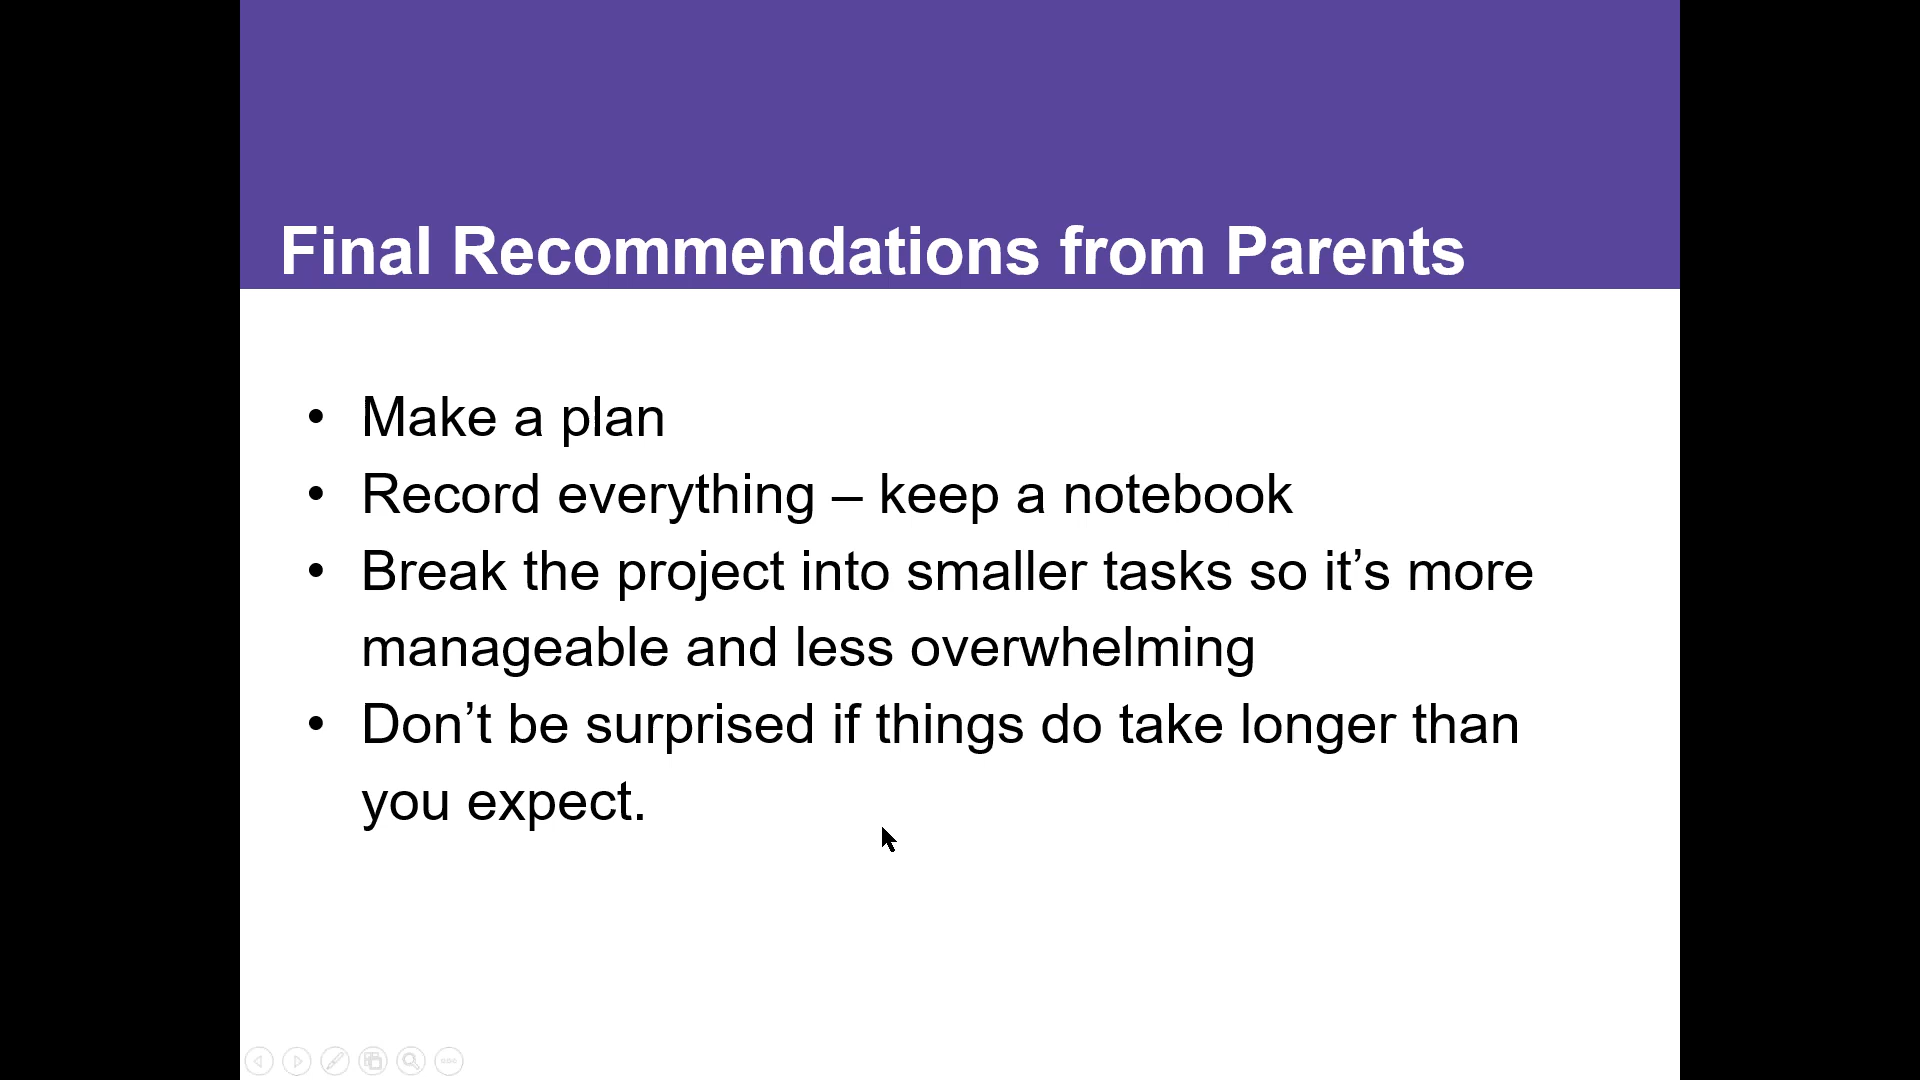 Final Recommendations from Parents
• Make a plan
• Record everything – keep a notebook
• Break the project into smaller tasks so it’s more
manageable and less overwhelming
• Don’t be surprised if things do take longer than
you expect.